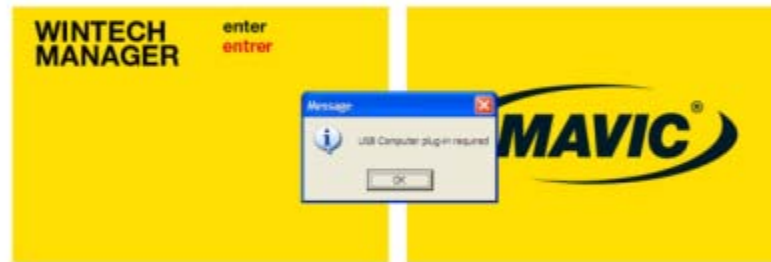 WINTECH
MANAGER
enter
entrer
Message
USB Computer plug-in required
OK
MAVIC®